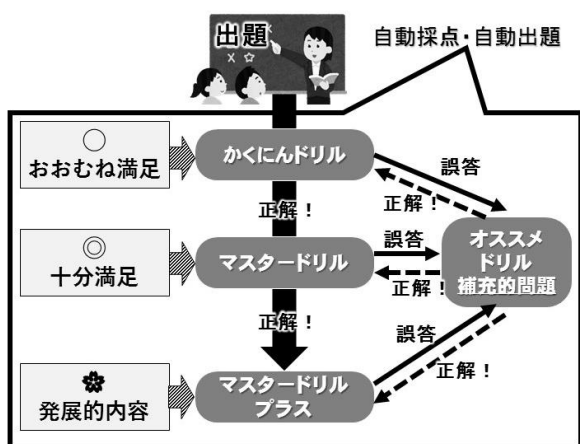 出題
自動採点・自動出題
○
おおむね満足
かくにんドリル
誤答
正解！
正解！
◎
十分満足
マスタードリル
誤答
正解！
オススメ
ドリル
補充的問題
正解！
誤答
正解！
発展的内容
マスタードリル
プラス